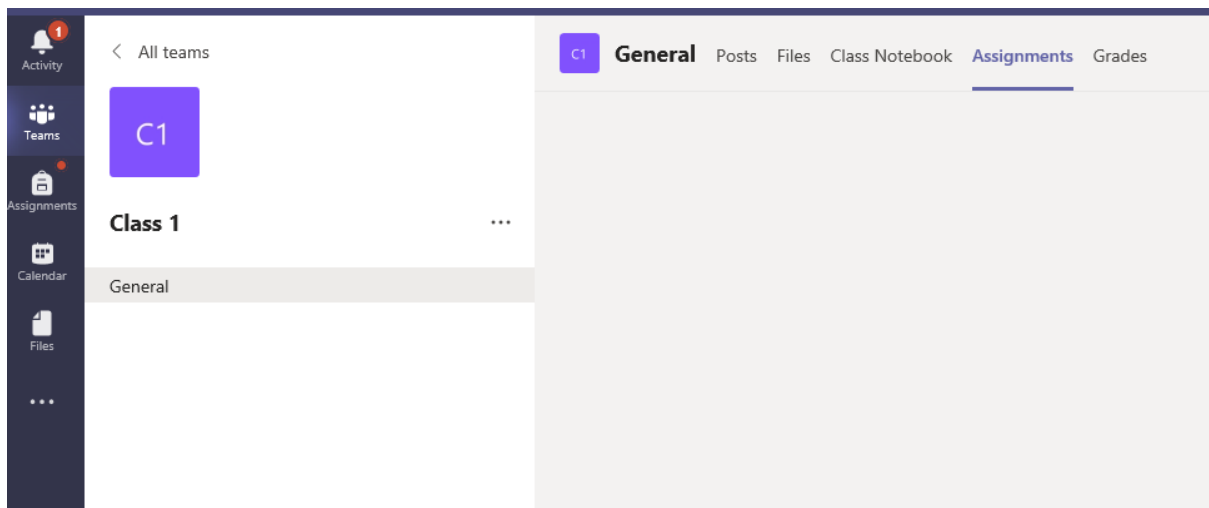 1
Activity
Teams
Assignments
Calendar
Files
All teams
C1
Class 1
General
C1 General Posts Files Class Notebook Assignments Grades